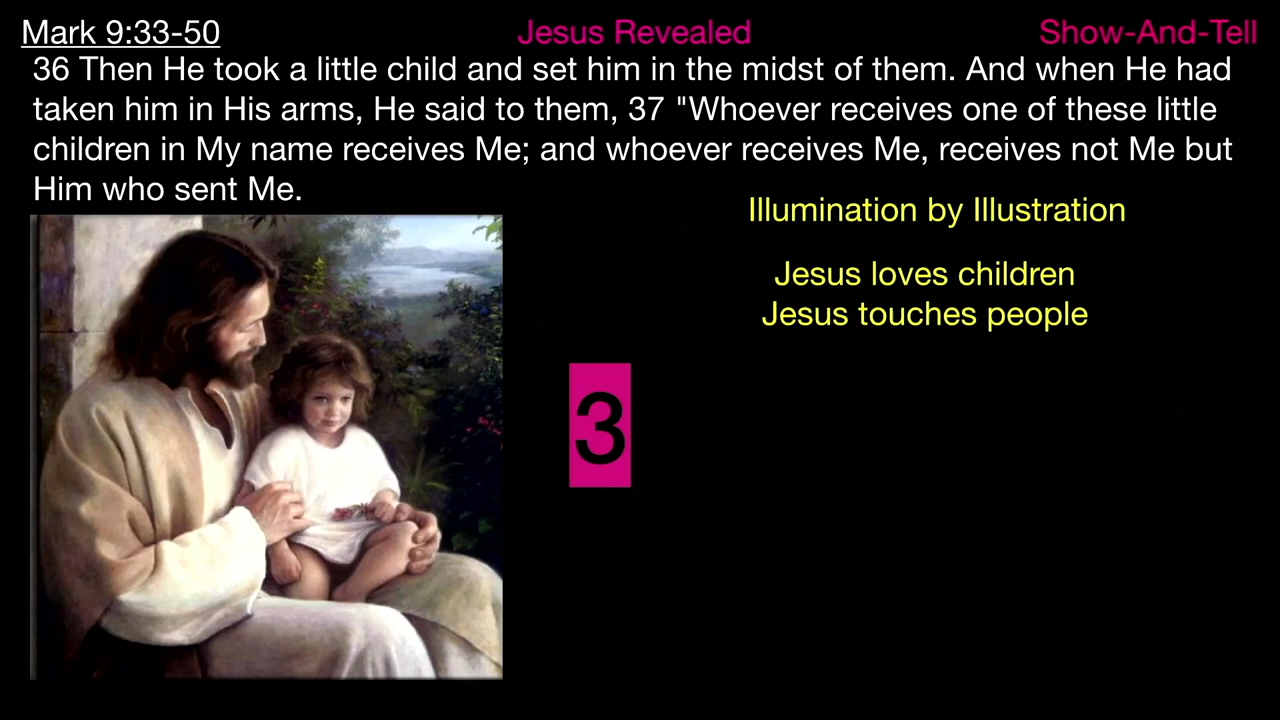 Mark 9:33-50
Jesus Revealed
Show-And-Tell
36 Then He took a little child and set him in the midst of them. And when He had
taken him in His arms, He said to them, 37 "Whoever receives one of these little
children in My name receives Me; and whoever receives Me, receives not Me but
Him who sent Me.
Illumination by Illustration
Jesus loves children
Jesus touches people
3